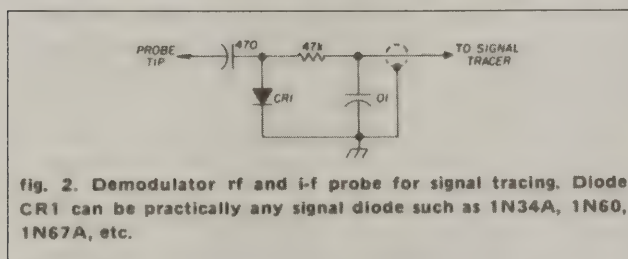 PROBE TIP
470
47k
TO SIGNAL TRACER
CR1
.01
fig. 2. Demodulator rf and i-f probe for signal tracing. Diode
CR1 can be practically any signal diode such as 1N34A, 1N60,
1N67A, etc.